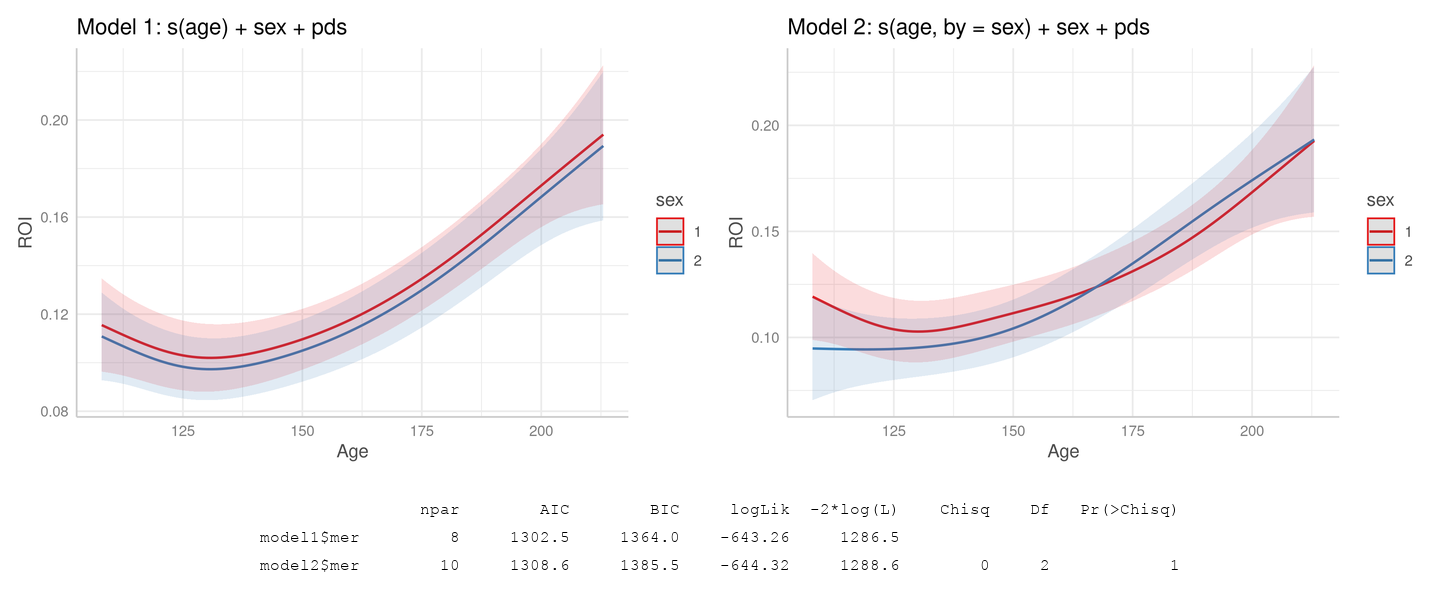 Model 1: s(age) + sex + pds
ROI
0.20
0.16
0.12
0.08
125 150 175 200
Age
sex
1
2
Model 2: s(age, by = sex) + sex + pds
ROI
0.20
0.15
0.10
125 150 175 200
Age
sex
1
2
npar AIC BIC logLik -2*log(L) Chisq Df Pr(>Chisq)
model1$mer 8 1302.5 1364.0 -643.26 1286.5
model2$mer 10 1308.6 1385.5 -644.32 1288.6 0 2 1